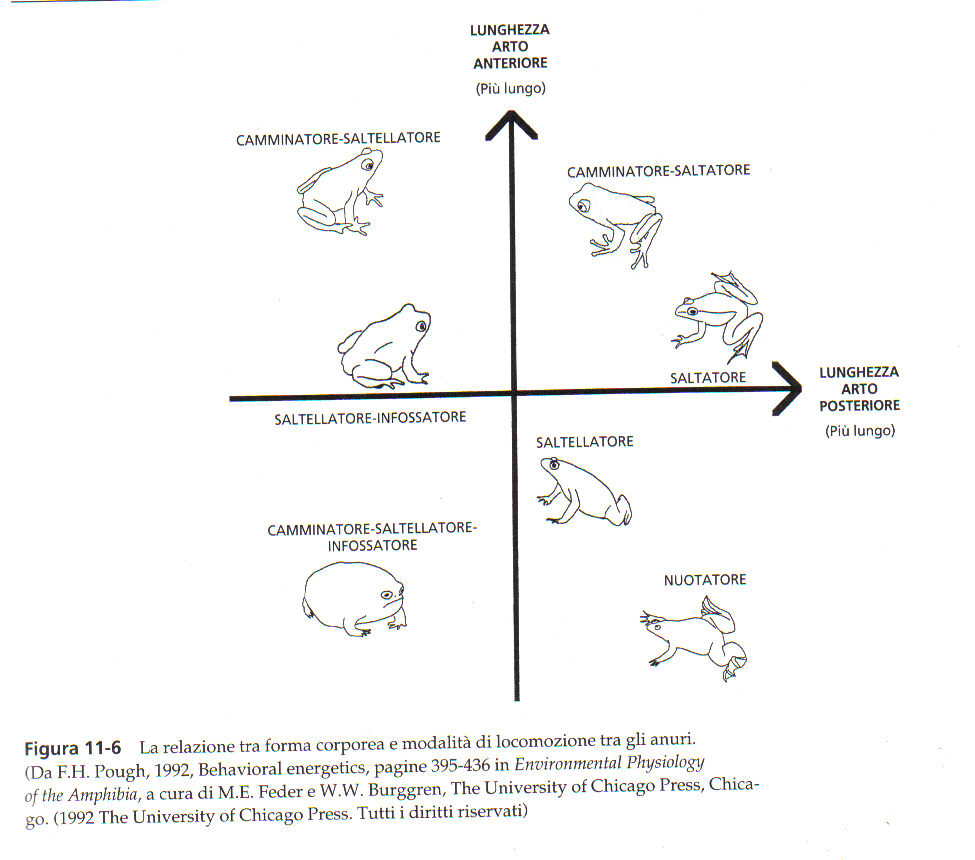 LUNGHEZZA
ARTO
ANTERIORE
(Più lungo)
CAMMINATORE-SALTELLATORE
CAMMINATORE-SALTATORE
SALTATORE
LUNGHEZZA
ARTO
POSTERIORE
(Più lungo)
SALTELLATORE-INFOSSATORE
SALTELLATORE
CAMMINATORE-SALTELLATORE-
INFOSSATORE
NUOTATORE
Figura 11-6 La relazione tra forma corporea e modalità di locomozione tra gli anuri.
(Da F.H. Pough, 1992, Behavioral energetics, pagine 395-436 in Environmental Physiology
of the Amphibia, a cura di M.E. Feder e W.W. Burggren, The University of Chicago Press, Chica-
go. (1992 The University of Chicago Press. Tutti i diritti riservati)